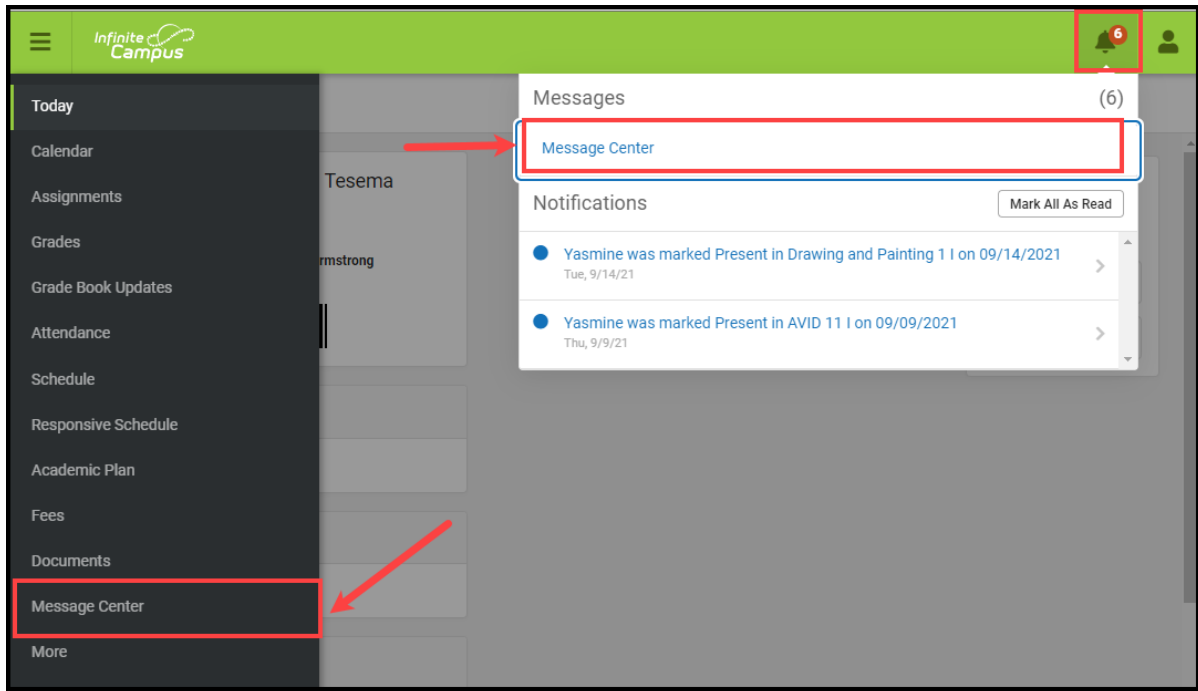 Infinite
Campus
6
Today
Calendar
Assignments
Grades
Grade Book Updates
Attendance
Schedule
Responsive Schedule
Academic Plan
Fees
Documents
Message Center
More
Tesema
rmstrong
Messages (6)
Message Center
Notifications Mark All As Read
Yasmine was marked Present in Drawing and Painting 1 I on 09/14/2021
Tue, 9/14/21
Yasmine was marked Present in AVID 11 I on 09/09/2021
Thu, 9/9/21